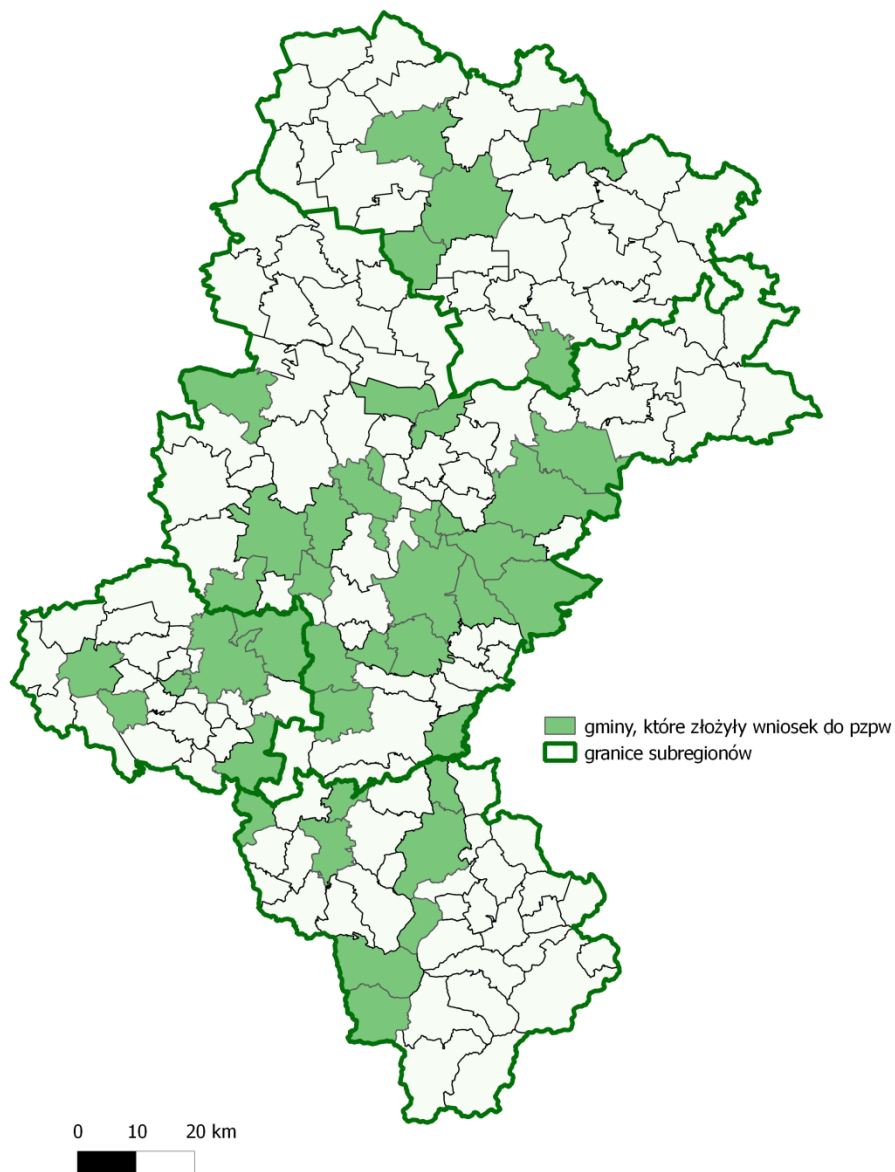 gminy, które złożyły wniosek do pzpw
granice subregionów
0 10 20 km